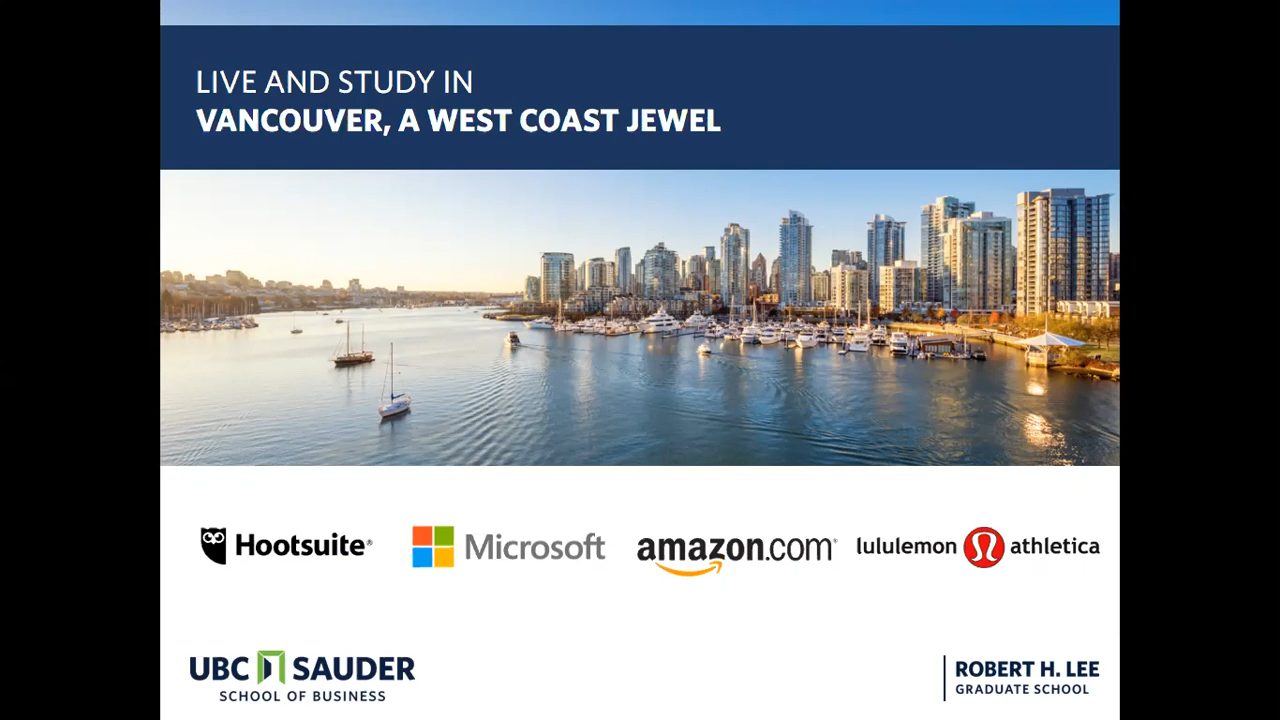 LIVE AND STUDY IN
VANCOUVER, A WEST COAST JEWEL
Hootsuite®
Microsoft
amazon.com®
lululemon athletica
UBC SAUDER
SCHOOL OF BUSINESS
ROBERT H. LEE
GRADUATE SCHOOL